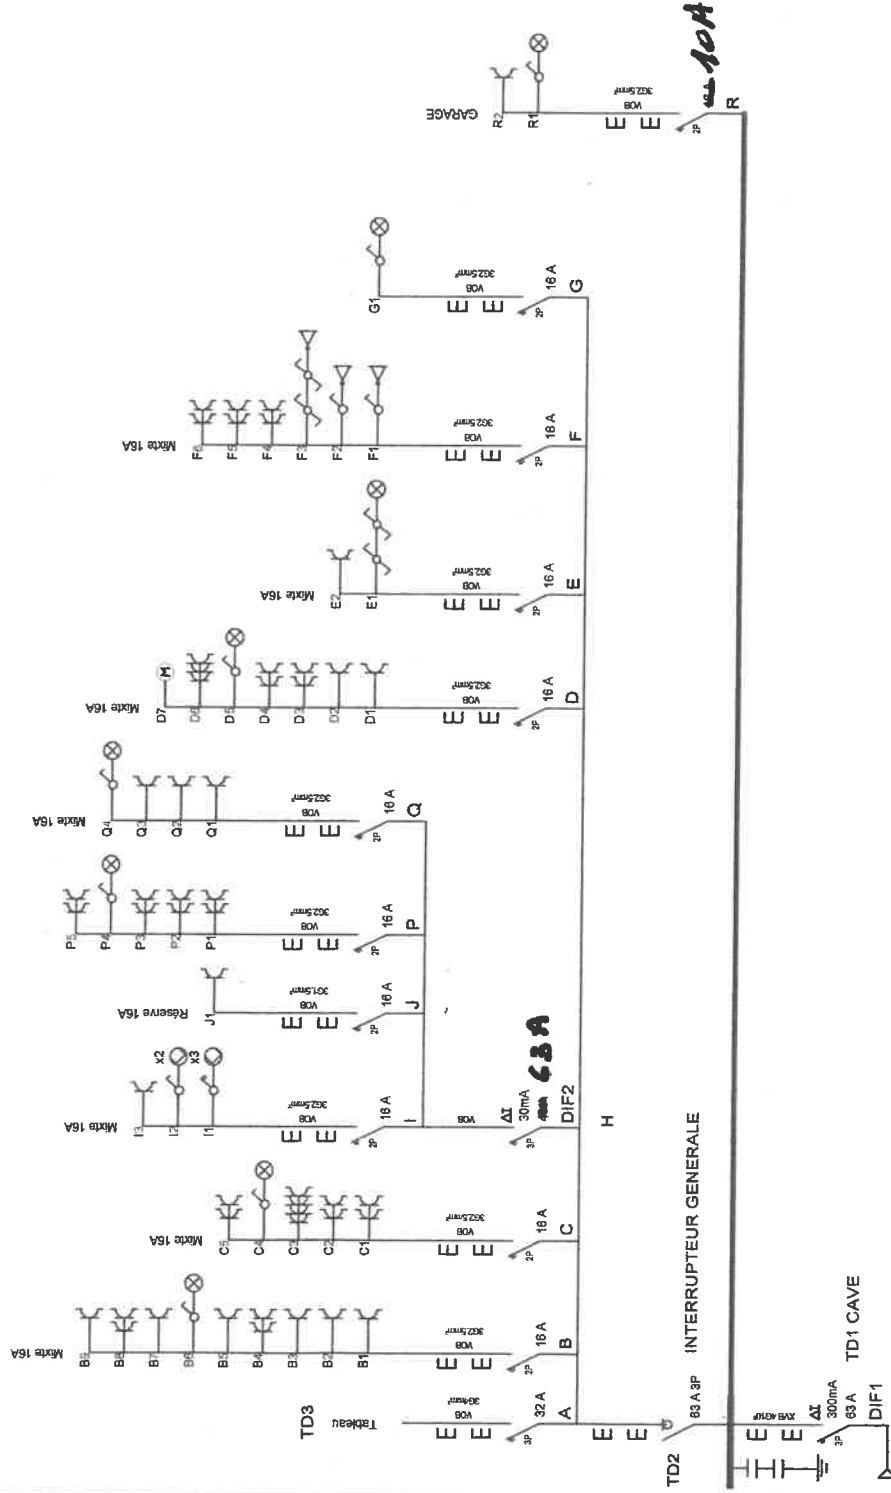 10A
R
GARAGE
R2
R1
VOB
3G2.5mm²
2P
G1
VOB
3G2.5mm²
2P
16 A
G
Mixte 16A
F6
F5
F4
F3
F2
F1
VOB
3G2.5mm²
2P
16 A
F
Mixte 16A
E2
E1
VOB
3G2.5mm²
2P
16 A
E
Mixte 16A
D7
M
D6
D5
D4
D3
D2
D1
VOB
3G2.5mm²
2P
16 A
D
Mixte 16A
Q4
Q3
Q2
Q1
VOB
3G2.5mm²
2P
16 A
Q
P5
P4
P3
P2
P1
VOB
3G2.5mm²
2P
16 A
P
Réserve 16A
J1
VOB
3G1.5mm²
2P
16 A
J
Mixte 16A
I3
I2
x2
I1
x3
VOB
3G2.5mm²
2P
16 A
I
VOB
ΔI
30mA
63A
3P
DIF2
H
Mixte 16A
C5
C4
C3
C2
C1
VOB
3G2.5mm²
2P
16 A
C
Mixte 16A
B9
B8
B7
B6
B5
B4
B3
B2
B1
VOB
3G2.5mm²
2P
16 A
B
TD3
Tableau
VOB
3G4mm²
3P
32 A
A
TD2
63 A 3P
INTERRUPTEUR GENERALE
XVB 4G10²
ΔI
300mA
63 A
3P
DIF1
TD1 CAVE